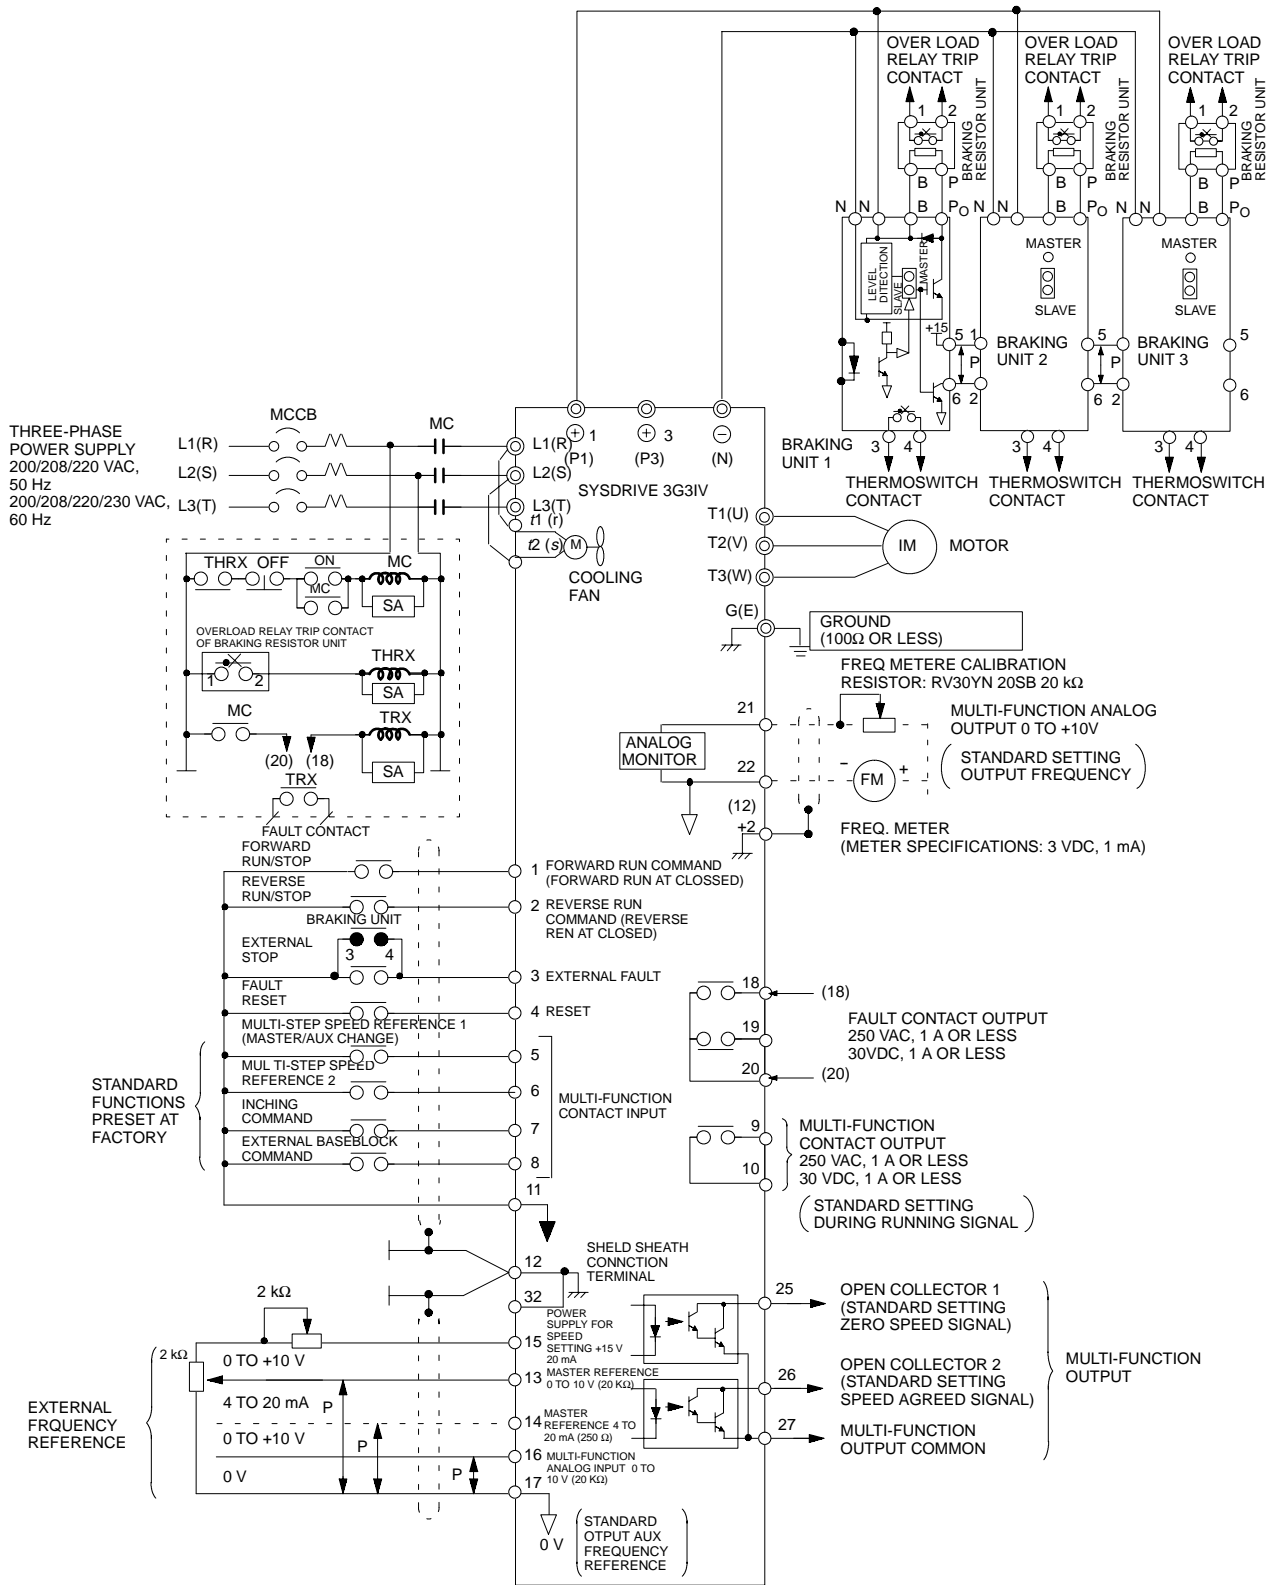 OVER LOAD
RELAY TRIP
CONTACT
OVER LOAD
RELAY TRIP
CONTACT
OVER LOAD
RELAY TRIP
CONTACT
1 2
BRAKING
RESISTOR UNIT
1 2
BRAKING
RESISTOR UNIT
1 2
BRAKING
RESISTOR UNIT
B P
B P
B P
N N B PO
N N B PO
N N B PO
LEVEL
DITECTION
SLAVE
MASTER
MASTER
SLAVE
MASTER
SLAVE
+15
5 1
P
6 2
BRAKING
UNIT 2
5
P
6 2
BRAKING
UNIT 3
5
6
BRAKING
UNIT 1
3 4
3 4
3 4
THERMOSWITCH
CONTACT
THERMOSWITCH
CONTACT
THERMOSWITCH
CONTACT
THREE-PHASE
POWER SUPPLY
200/208/220 VAC,
50 Hz
200/208/220/230 VAC,
60 Hz
MCCB
MC
L1(R)
L2(S)
L3(T)
L1(R)
L2(S)
L3(T)
t1 (r)
t2 (s)
M
COOLING
FAN
+ 1
(P1)
+ 3
(P3)
–
(N)
SYSDRIVE 3G3IV
T1(U)
T2(V)
T3(W)
IM
MOTOR
G(E)
GROUND
(100Ω OR LESS)
THRX OFF
ON
MC
MC
SA
OVERLOAD RELAY TRIP CONTACT
OF BRAKING RESISTOR UNIT
1 2
THRX
SA
MC
TRX
(20) (18)
SA
TRX
FAULT CONTACT
FREQ METERE CALIBRATION
RESISTOR: RV30YN 20SB 20 kΩ
21
ANALOG
MONITOR
22
(12)
+2
MULTI-FUNCTION ANALOG
OUTPUT 0 TO +10V
STANDARD SETTING
OUTPUT FREQUENCY
– FM +
FREQ. METER
(METER SPECIFICATIONS: 3 VDC, 1 mA)
FORWARD
RUN/STOP
1 FORWARD RUN COMMAND
(FORWARD RUN AT CLOSSED)
REVERSE
RUN/STOP
2 REVERSE RUN
COMMAND (REVERSE
REN AT CLOSED)
BRAKING UNIT
3 4
EXTERNAL
STOP
3 EXTERNAL FAULT
FAULT
RESET
4 RESET
MULTI-STEP SPEED REFERENCE 1
(MASTER/AUX CHANGE)
5
MUL TI-STEP SPEED
REFERENCE 2
6
INCHING
COMMAND
7
EXTERNAL BASEBLOCK
COMMAND
8
STANDARD
FUNCTIONS
PRESET AT
FACTORY
MULTI-FUNCTION
CONTACT INPUT
11
18
(18)
19
20
(20)
FAULT CONTACT OUTPUT
250 VAC, 1 A OR LESS
30VDC, 1 A OR LESS
9
10
MULTI-FUNCTION
CONTACT OUTPUT
250 VAC, 1 A OR LESS
30 VDC, 1 A OR LESS
STANDARD SETTING
DURING RUNNING SIGNAL
12
SHELD SHEATH
CONNCTION
TERMINAL
32
2 kΩ
2 kΩ
POWER
SUPPLY FOR
SPEED
SETTING +15 V
20 mA
15
0 TO +10 V
13 MASTER REFERENCE
0 TO 10 V (20 KΩ)
4 TO 20 mA
P
14 MASTER
REFERENCE 4 TO
20 mA (250 Ω)
0 TO +10 V
P
16 MULTI-FUNCTION
ANALOG INPUT 0 TO
10 V (20 KΩ)
0 V
P
17
EXTERNAL
FRQUENCY
REFERENCE
0 V
STANDARD
OTPUT AUX
FREQUENCY
REFERENCE
25
OPEN COLLECTOR 1
(STANDARD SETTING
ZERO SPEED SIGNAL)
26
OPEN COLLECTOR 2
(STANDARD SETTING
SPEED AGREED SIGNAL)
27
MULTI-FUNCTION
OUTPUT COMMON
MULTI-FUNCTION
OUTPUT